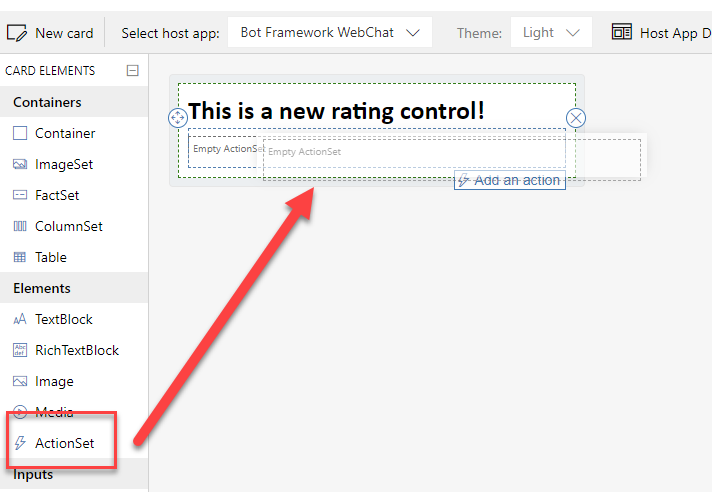 New card
Select host app:
Bot Framework WebChat
Theme:
Light
Host App D
CARD ELEMENTS
Containers
Container
ImageSet
FactSet
ColumnSet
Table
Elements
TextBlock
Abc
def
RichTextBlock
Image
Media
ActionSet
Inputs
This is a new rating control!
Empty ActionSet
Empty ActionSet
Add an action